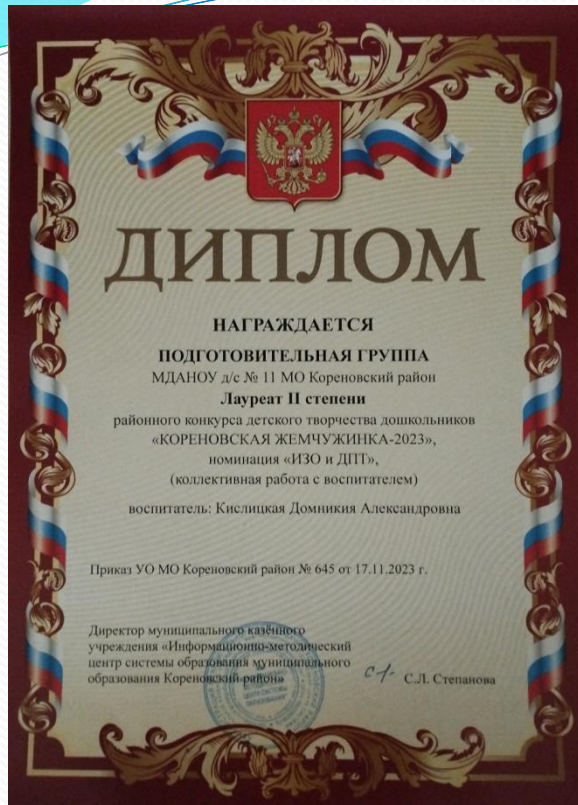 ДИПЛОМ
НАГРАЖДАЕТСЯ
ПОДГОТОВИТЕЛЬНАЯ ГРУППА
МДАНОУ д/с № 11 МО Кореновский район
Лауреат II степени
районного конкурса детского творчества дошкольников
«КОРЕНОВСКАЯ ЖЕМЧУЖИНКА-2023»,
номинация «ИЗО и ДПТ»,
(коллективная работа с воспитателем)
воспитатель: Кислицкая Домникия Александровна
Приказ УО МО Кореновский район № 645 от 17.11.2023 г.
Директор муниципального казённого
учреждения «Информационно-методический
центр системы образования муниципального
образования Кореновский район»
С.Л. Степанова